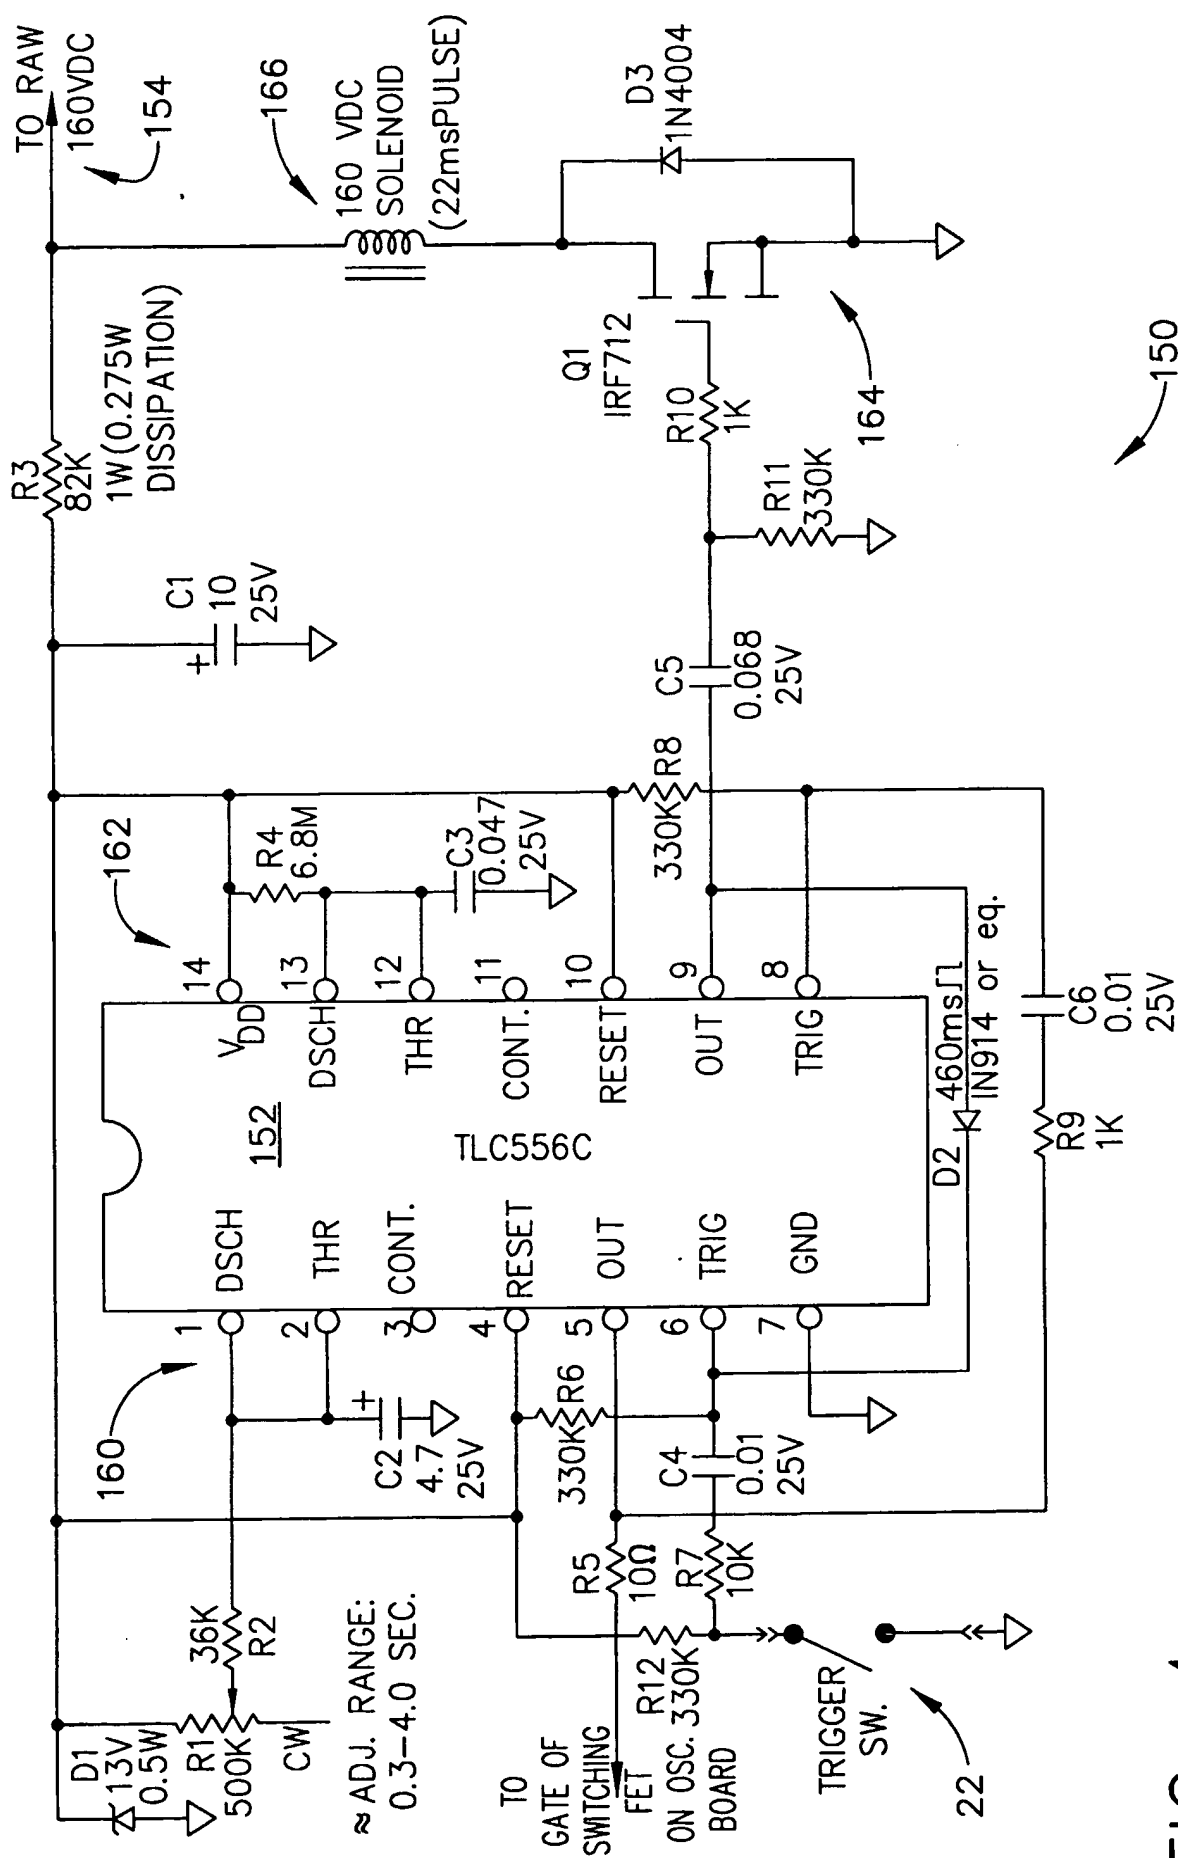 TO RAW
160VDC
154
166
160 VDC
SOLENOID
(22msPULSE)
D3
1N4004
R3
82K
1W(0.275W
DISSIPATION)
Q1
IRF712
R10
1K
164
150
C1
10
25V
+
R11
330K
C5
0.068
25V
162
R4
6.8M
C3
0.047
25V
R8
330K
14
13
12
11
10
9
8
VDD
DSCH
THR
CONT.
RESET
OUT
TRIG
460ms
IN914 or eq.
D2
C6
0.01
25V
R9
1K
152
TLC556C
DSCH
THR
CONT.
RESET
OUT
TRIG
GND
1
2
3
4
5
6
7
160
+
C2
4.7
25V
R6
330K
C4
0.01
25V
36K
R2
R5
10Ω
R7
10K
D1
13V
0.5W
R1
500K
CW
≈ ADJ. RANGE:
0.3–4.0 SEC.
R12
330K
TO
GATE OF
SWITCHING
FET
ON OSC.
BOARD
TRIGGER
SW.
22